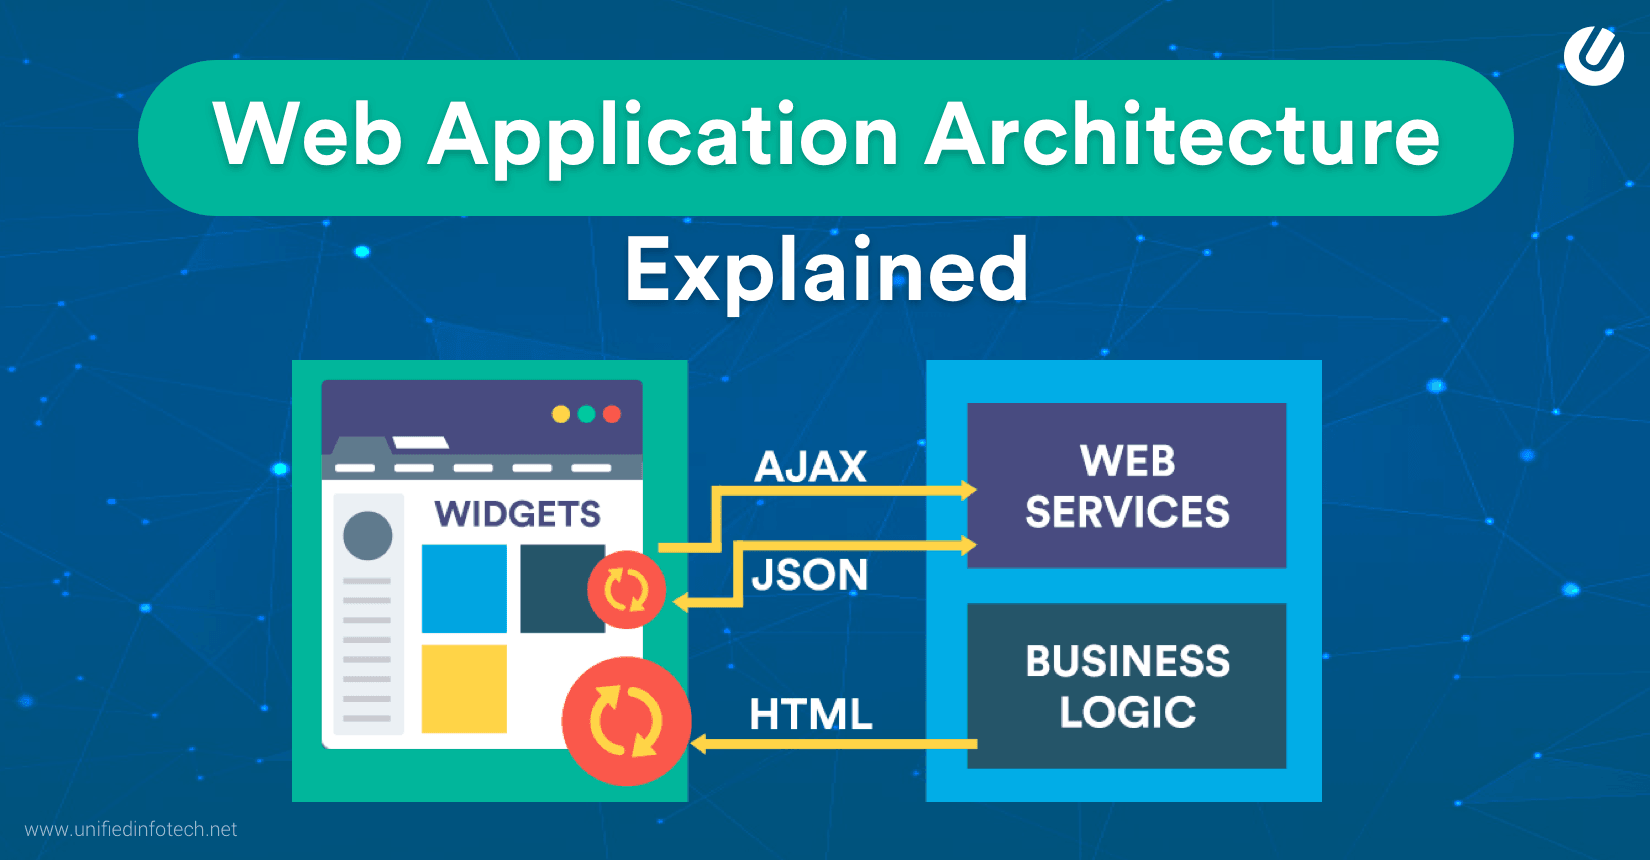 Web Application Architecture
Explained
WIDGETS
AJAX
JSON
HTML
WEB
SERVICES
BUSINESS
LOGIC
www.unifiedinfotech.net